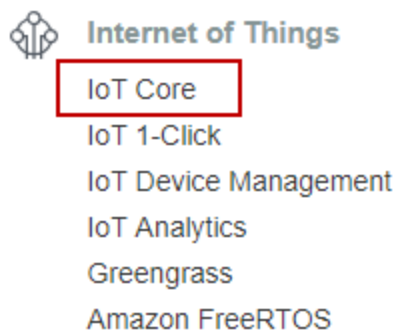 Internet of Things
IoT Core
IoT 1-Click
IoT Device Management
IoT Analytics
Greengrass
Amazon FreeRTOS